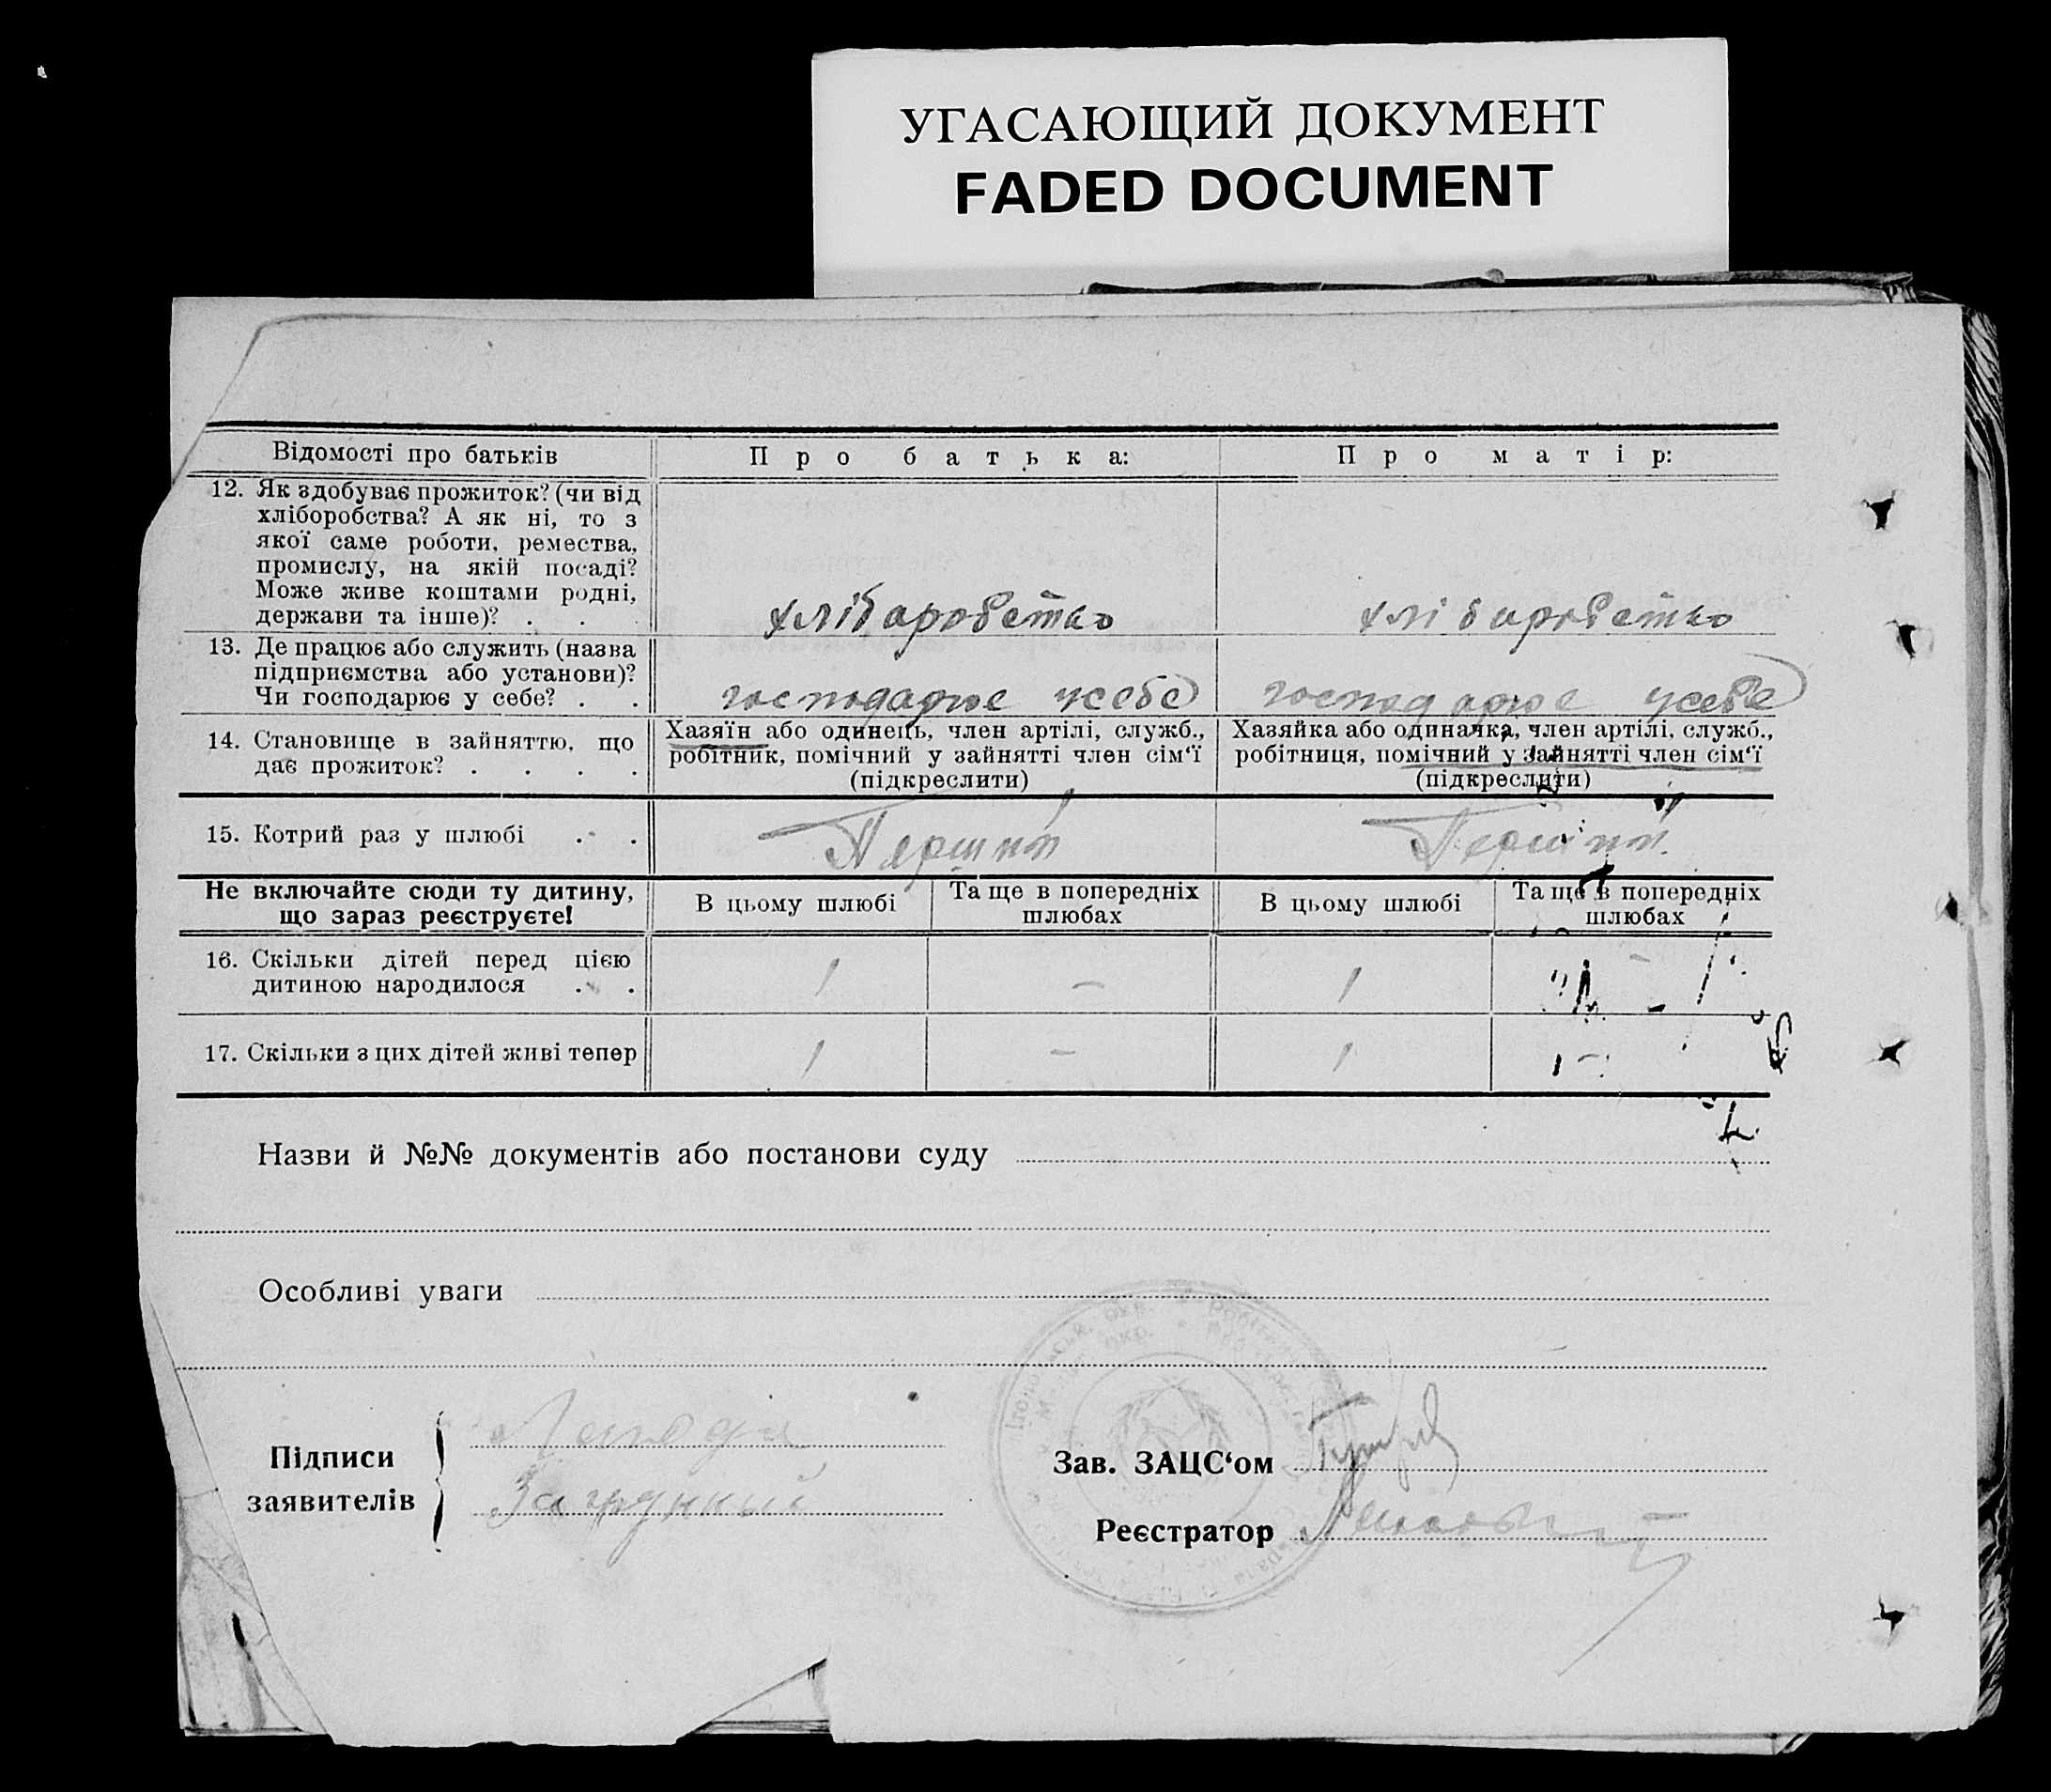 УГАСАЮЩИЙ ДОКУМЕНТ
FADED DOCUMENT
Відомості про батьків
Про батька:
Про матір:
12. Як здобуває прожиток? (чи від
хліборобства? А як ні, то з
якої саме роботи, ремества,
промислу, на якій посаді?
Може живе коштами родні,
держави та інше)? . . .
хлібаробство
хлібаробство
13. Де працює або служить (назва
підприємства або установи)?
Чи господарює у себе? . .
господарює усебе
господарює усебе
14. Становище в зайняттю, що
дає прожиток? . . . .
Хазяїн або одинець, член артілі, служб.,
робітник, помічний у зайнятті член сім‘ї
(підкреслити)
Хазяйка або одиначка, член артілі, служб.,
робітниця, помічний у зайнятті член сім‘ї
(підкреслити)
15. Котрий раз у шлюбі . .
Перший
Перший
Не включайте сюди ту дитину,
що зараз реєструєте!
В цьому шлюбі
Та ще в попередніх
шлюбах
В цьому шлюбі
Та ще в попередніх
шлюбах
16. Скільки дітей перед цією
дитиною народилося . .
1
-
1
-
17. Скільки з цих дітей живі тепер
1
-
1
-
Назви й №№ документів або постанови суду
Особливі уваги
Підписи
заявителів
Зав. ЗАЦС‘ом
Реєстратор